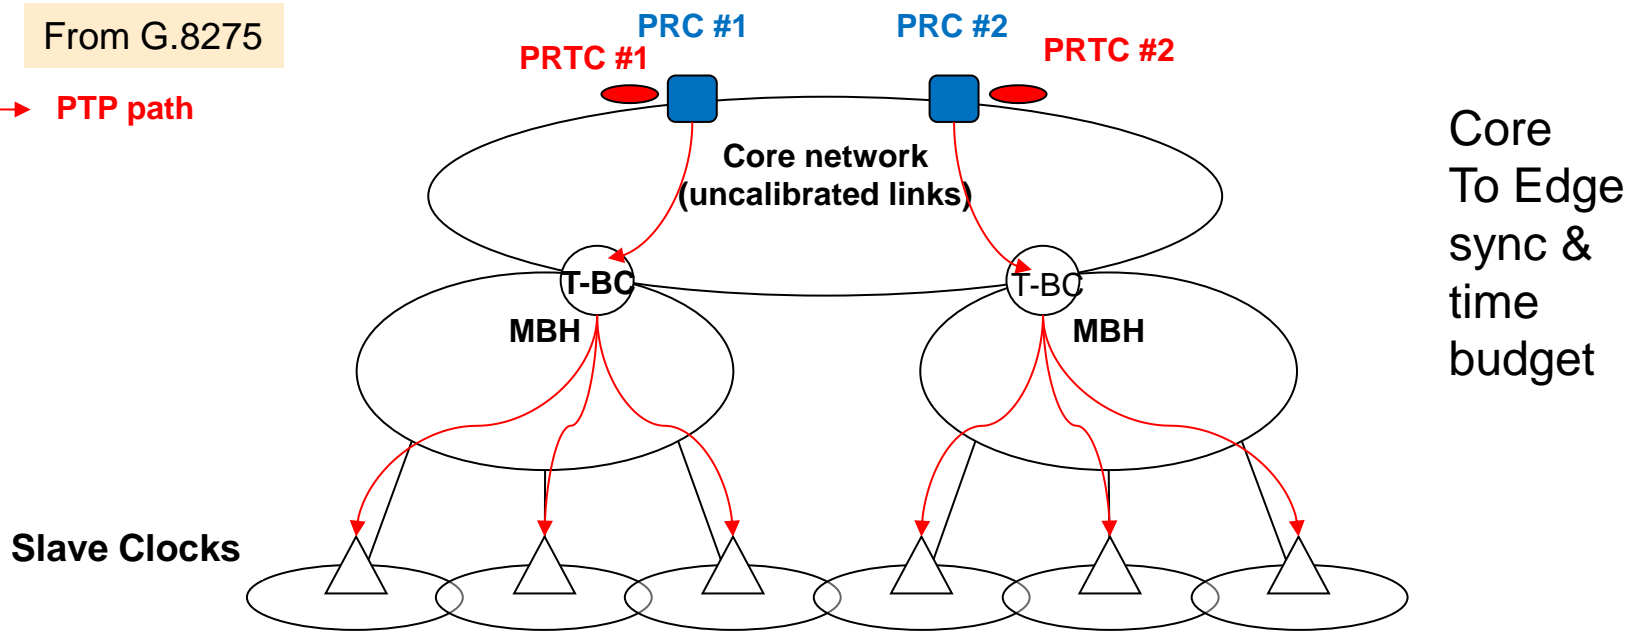 From G.8275
PTP path
PRC #1
PRC #2
PRTC #1
PRTC #2
Core network
(uncalibrated links)
Core
To Edge
sync &
time
budget
T-BC
T-BC
MBH
MBH
Slave Clocks